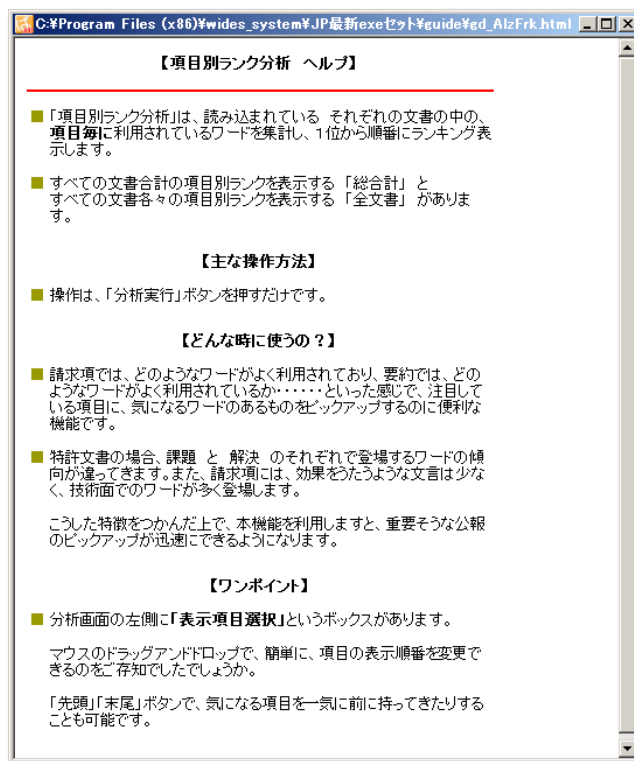 C:¥Program Files (x86)¥wides_system¥JP最新exeセット¥guide¥gd_AlzFrk.html
【項目別ランク分析 ヘルプ】
「項目別ランク分析」は、読み込まれている それぞれの文書の中の、
項目毎に利用されているワードを集計し、1位から順番にランキング表
示します。
すべての文書合計の項目別ランクを表示する 「総合計」 と
すべての文書各々の項目別ランクを表示する 「全文書」 がありま
す。
【主な操作方法】
操作は、「分析実行」ボタンを押すだけです。
【どんな時に使うの?】
請求項では、どのようなワードがよく利用されており、要約では、どの
ようなワードがよく利用されているか・・・・・・といった感じで、注目して
いる項目に、気になるワードのあるものをピックアップするのに便利な
機能です。
特許文書の場合、課題 と 解決 のそれぞれで登場するワードの傾
向が違ってきます。また、請求項には、効果をうたうような文言は少な
く、技術面でのワードが多く登場します。
こうした特徴をつかんだ上で、本機能を利用しますと、重要そうな公報
のピックアップが迅速にできるようになります。
【ワンポイント】
分析画面の左側に「表示項目選択」というボックスがあります。
マウスのドラッグアンドドロップで、簡単に、項目の表示順番を変更で
きるのをご存知でしたでしょうか。
「先頭」「末尾」ボタンで、気になる項目を一気に前に持ってきたりする
ことも可能です。